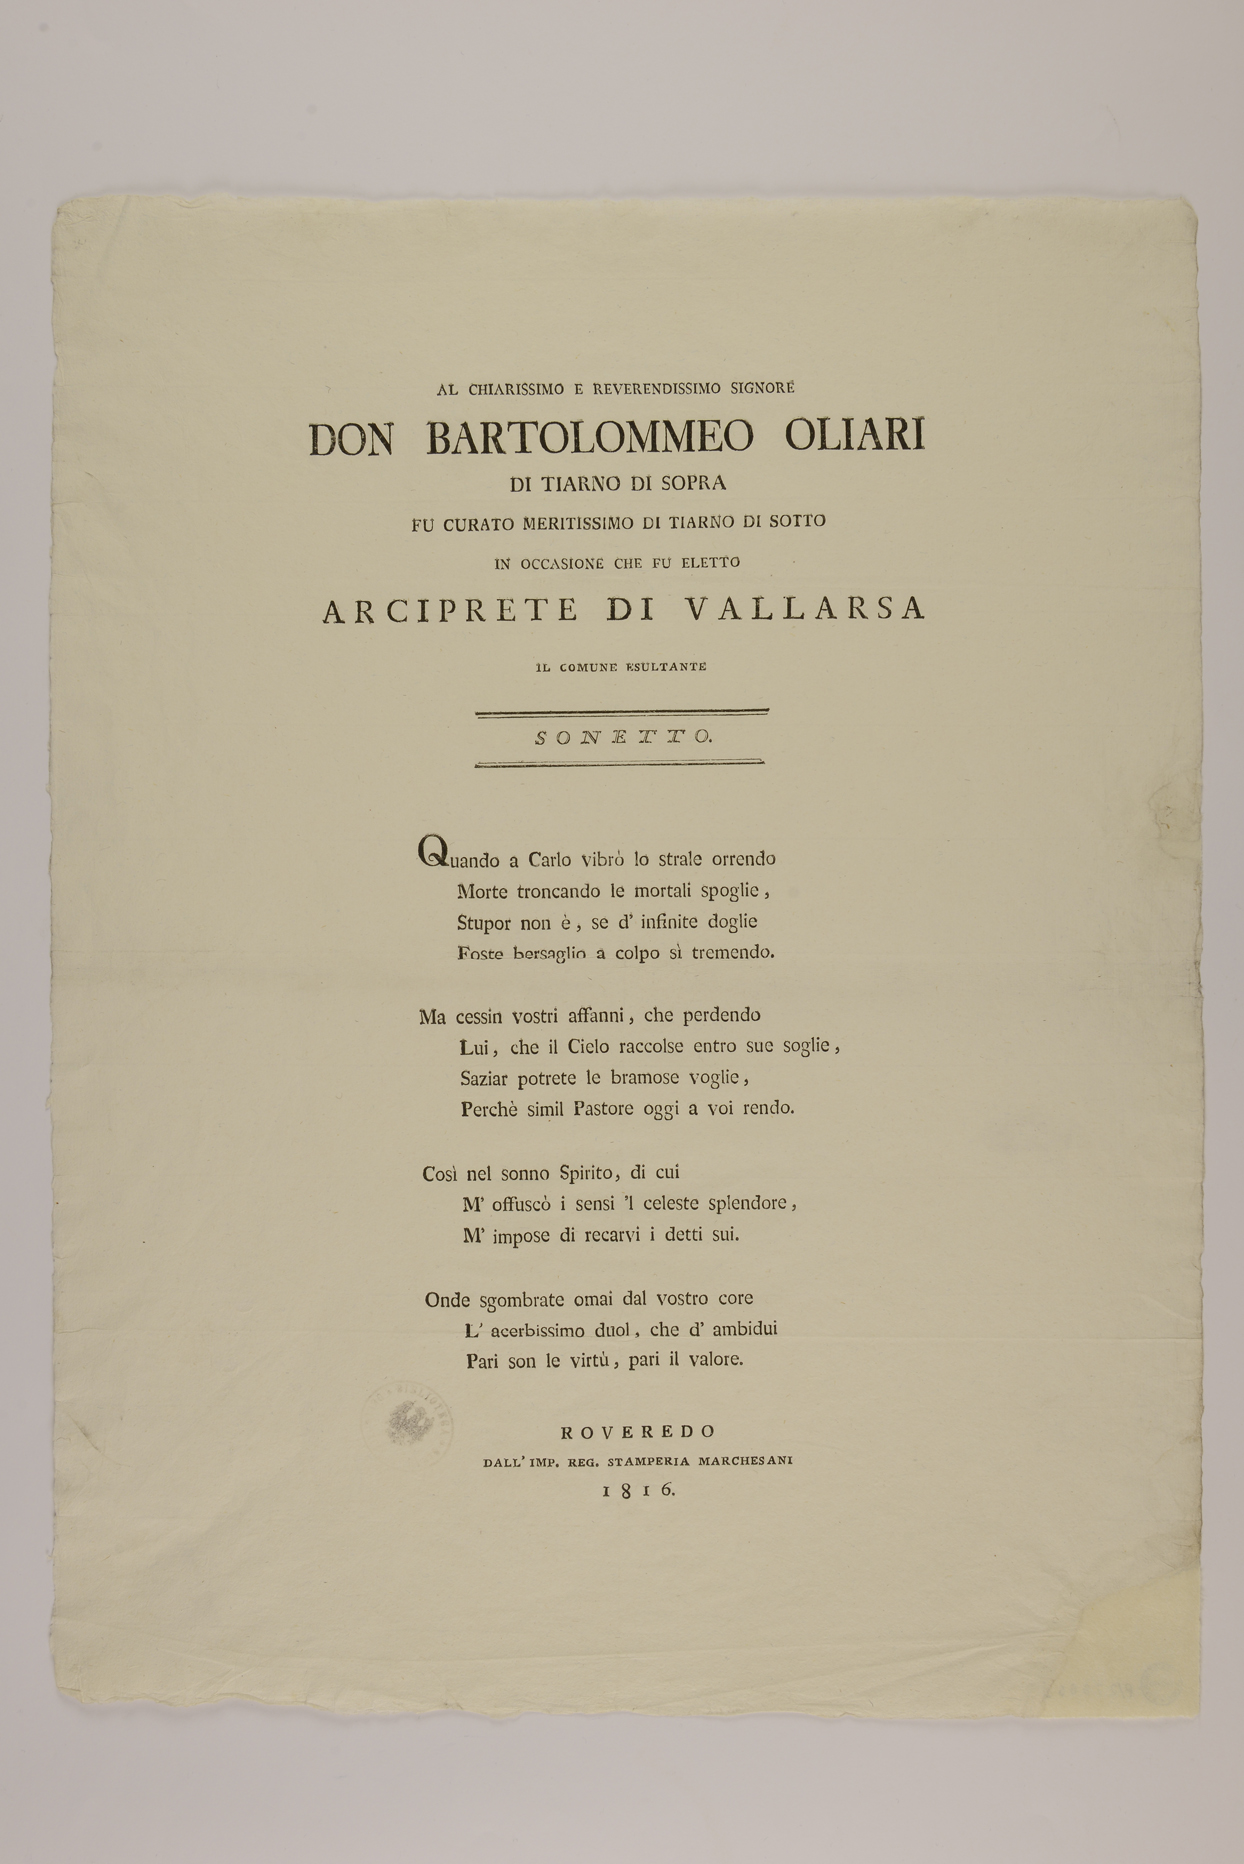 AL CHIARISSIMO E REVERENDISSIMO SIGNORE
DON BARTOLOMMEO OLIARI
DI TIARNO DI SOPRA
FU CURATO MERITISSIMO DI TIARNO DI SOTTO
IN OCCASIONE CHE FU ELETTO
ARCIPRETE DI VALLARSA
IL COMUNE ESULTANTE
SONETTO.
Quando a Carlo vibrò lo strale orrendo
Morte troncando le mortali spoglie,
Stupor non è, se d' infinite doglie
Foste bersaglio a colpo sì tremendo.
Ma cessin vostri affanni, che perdendo
Lui, che il Cielo raccolse entro sue soglie,
Saziar potrete le bramose voglie,
Perchè simil Pastore oggi a voi rendo.
Così nel sonno Spirito, di cui
M' offuscò i sensi 'l celeste splendore,
M' impose di recarvi i detti sui.
Onde sgombrate omai dal vostro core
L' acerbissimo duol, che d' ambidui
Pari son le virtù, pari il valore.
ROVEREDO
DALL' IMP. REG. STAMPERIA MARCHESANI
1816.